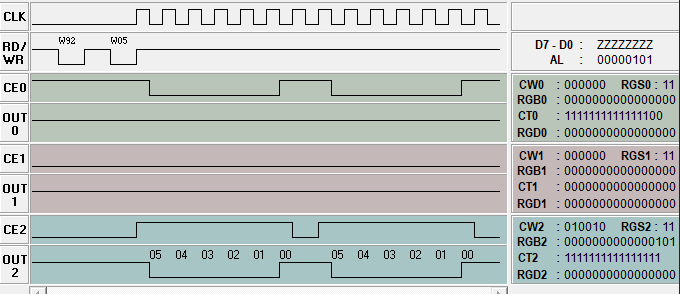 CLK
RD/ WR W92 W05 D7 - D0 : ZZZZZZZZ
AL : 00000101
CE0 CW0 : 000000 RGS0 : 11
RGB0 : 0000000000000000
OUT 0 CT0 : 1111111111111100
RGD0 : 0000000000000000
CE1 CW1 : 000000 RGS1 : 11
RGB1 : 0000000000000000
OUT 1 CT1 : 0000000000000000
RGD1 : 0000000000000000
CE2 CW2 : 010010 RGS2 : 11
RGB2 : 0000000000000101
OUT 2 05 04 03 02 01 00 05 04 03 02 01 00 CT2 : 1111111111111111
RGD2 : 0000000000000000